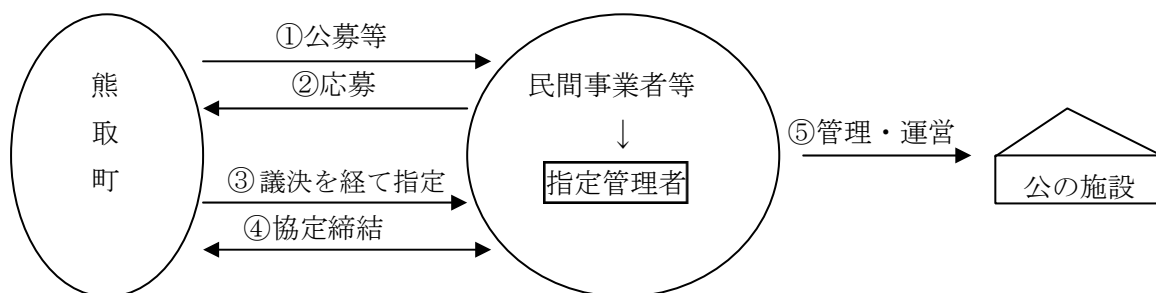 熊取町
①公募等
②応募
③議決を経て指定
④協定締結
民間事業者等
↓
指定管理者
⑤管理・運営
公の施設